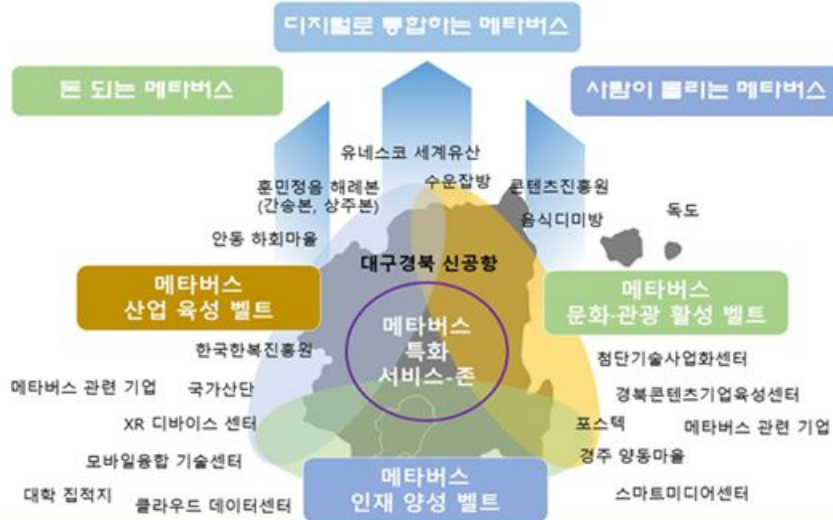 디지털로 통합하는 메타버스
돈 되는 메타버스
사람이 몰리는 메타버스
유네스코 세계유산
훈민정음 해례본
(간송본, 상주본)
수운잡방
콘텐츠진흥원
음식디미방
독도
안동 하회마을
대구경북 신공항
메타버스
산업 육성 벨트
메타버스
문화·관광 활성 벨트
메타버스
특화
서비스-존
한국한복진흥원
첨단기술사업화센터
메타버스 관련 기업
국가산단
경북콘텐츠기업육성센터
XR 디바이스 센터
포스텍
메타버스 관련 기업
모바일융합 기술센터
경주 양동마을
메타버스
인재 양성 벨트
대학 집적지
클라우드 데이터센터
스마트미디어센터